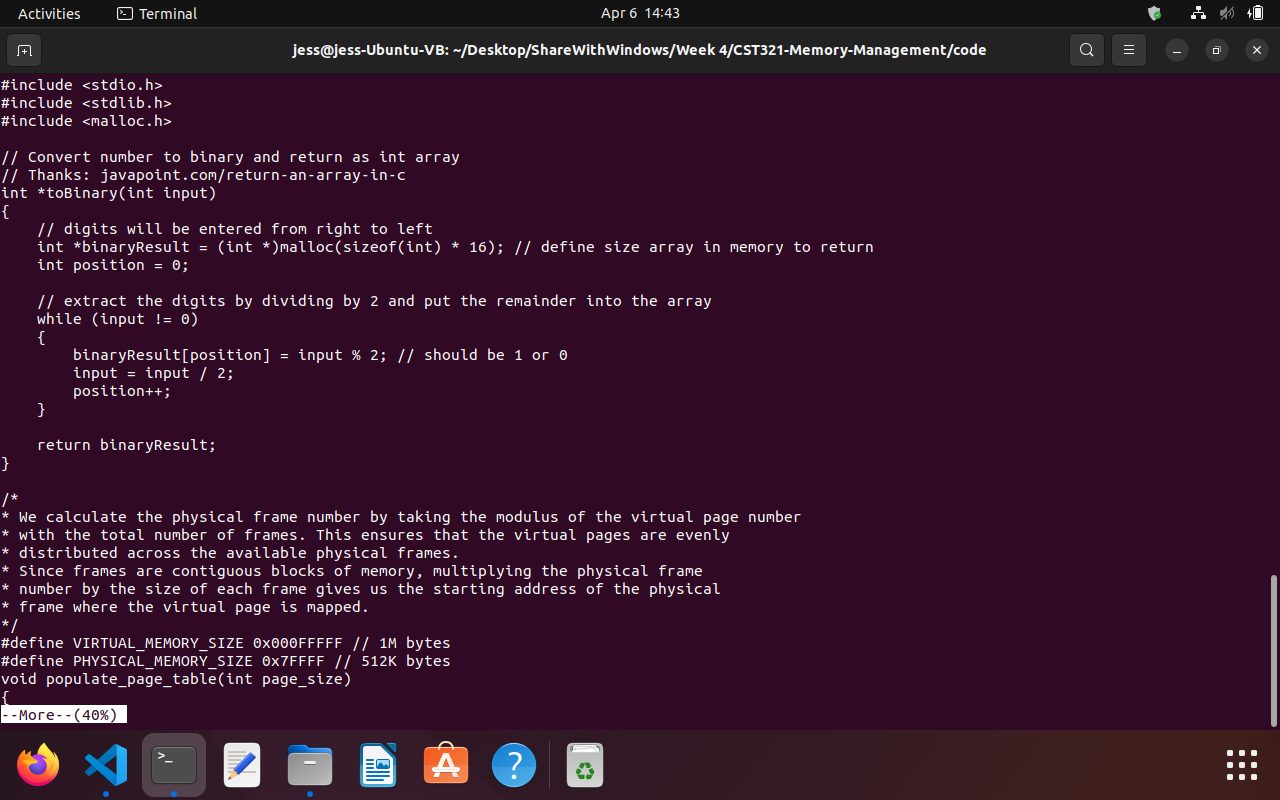 Activities
Terminal
Apr 6 14:43
jess@jess-Ubuntu-VB: ~/Desktop/ShareWithWindows/Week 4/CST321-Memory-Management/code
#include <stdio.h>
#include <stdlib.h>
#include <malloc.h>

// Convert number to binary and return as int array
// Thanks: javapoint.com/return-an-array-in-c
int *toBinary(int input)
{
    // digits will be entered from right to left
    int *binaryResult = (int *)malloc(sizeof(int) * 16); // define size array in memory to return
    int position = 0;

    // extract the digits by dividing by 2 and put the remainder into the array
    while (input != 0)
    {
        binaryResult[position] = input % 2; // should be 1 or 0
        input = input / 2;
        position++;
    }

    return binaryResult;
}

/*
* We calculate the physical frame number by taking the modulus of the virtual page number
* with the total number of frames. This ensures that the virtual pages are evenly
* distributed across the available physical frames.
* Since frames are contiguous blocks of memory, multiplying the physical frame
* number by the size of each frame gives us the starting address of the physical
* frame where the virtual page is mapped.
*/
#define VIRTUAL_MEMORY_SIZE 0x000FFFFF // 1M bytes
#define PHYSICAL_MEMORY_SIZE 0x7FFFF // 512K bytes
void populate_page_table(int page_size)
{
--More--(40%)